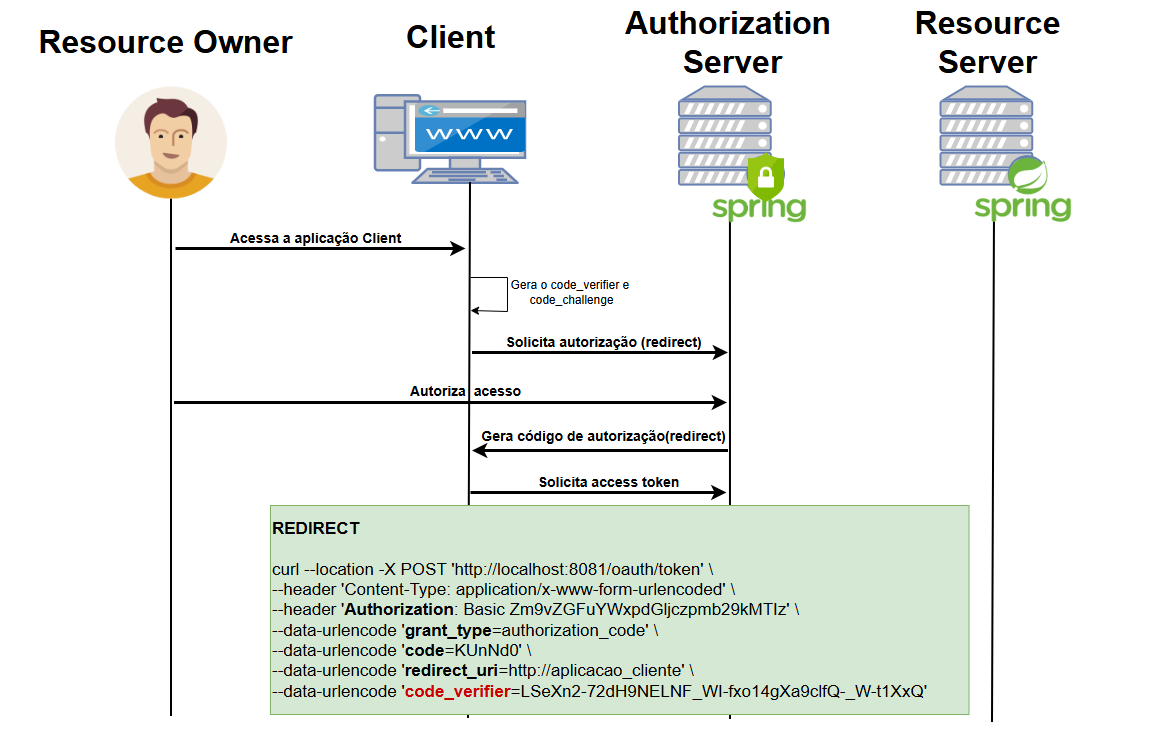 Resource Owner
Client
Authorization
Server
Resource
Server
WWW
spring
spring
Acessa a aplicação Client
Gera o code_verifier e
code_challenge
Solicita autorização (redirect)
Autoriza acesso
Gera código de autorização(redirect)
Solicita access token
REDIRECT
curl --location -X POST 'http://localhost:8081/oauth/token' \
--header 'Content-Type: application/x-www-form-urlencoded' \
--header 'Authorization: Basic Zm9vZGFuYWxpdGljczpmb29kMTIz' \
--data-urlencode 'grant_type=authorization_code' \
--data-urlencode 'code=KUnNd0' \
--data-urlencode 'redirect_uri=http://aplicacao_cliente' \
--data-urlencode 'code_verifier=LSeXn2-72dH9NELNF_WI-fxo14gXa9clfQ-_W-t1XxQ'